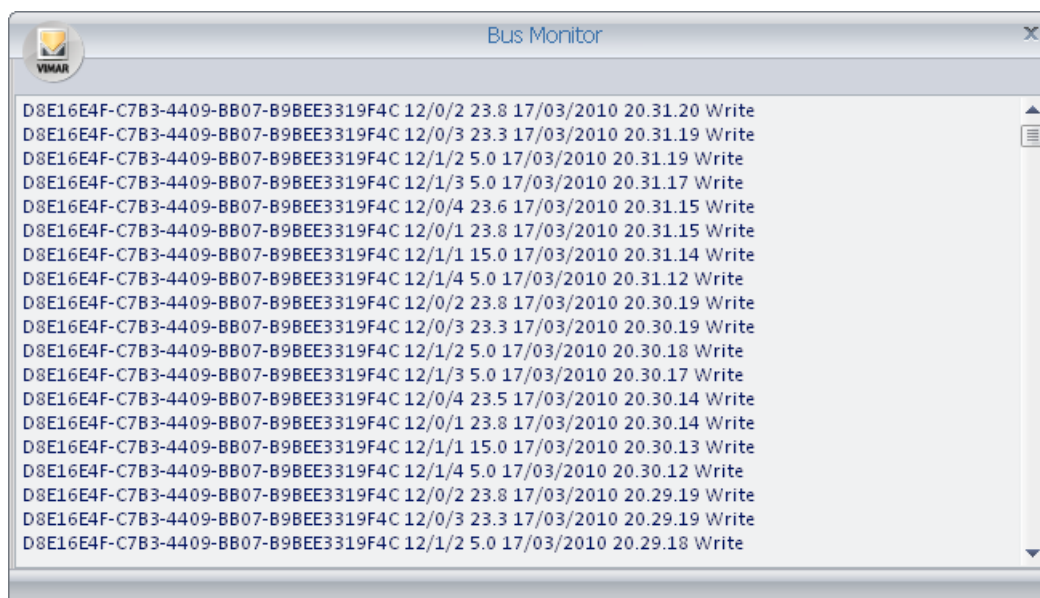 Bus Monitor
X
VIMAR
D8E16E4F-C7B3-4409-BB07-B9BEE3319F4C 12/0/2 23.8 17/03/2010 20.31.20 Write
D8E16E4F-C7B3-4409-BB07-B9BEE3319F4C 12/0/3 23.3 17/03/2010 20.31.19 Write
D8E16E4F-C7B3-4409-BB07-B9BEE3319F4C 12/1/2 5.0 17/03/2010 20.31.19 Write
D8E16E4F-C7B3-4409-BB07-B9BEE3319F4C 12/1/3 5.0 17/03/2010 20.31.17 Write
D8E16E4F-C7B3-4409-BB07-B9BEE3319F4C 12/0/4 23.6 17/03/2010 20.31.15 Write
D8E16E4F-C7B3-4409-BB07-B9BEE3319F4C 12/0/1 23.8 17/03/2010 20.31.15 Write
D8E16E4F-C7B3-4409-BB07-B9BEE3319F4C 12/1/1 15.0 17/03/2010 20.31.14 Write
D8E16E4F-C7B3-4409-BB07-B9BEE3319F4C 12/1/4 5.0 17/03/2010 20.31.12 Write
D8E16E4F-C7B3-4409-BB07-B9BEE3319F4C 12/0/2 23.8 17/03/2010 20.30.19 Write
D8E16E4F-C7B3-4409-BB07-B9BEE3319F4C 12/0/3 23.3 17/03/2010 20.30.19 Write
D8E16E4F-C7B3-4409-BB07-B9BEE3319F4C 12/1/2 5.0 17/03/2010 20.30.18 Write
D8E16E4F-C7B3-4409-BB07-B9BEE3319F4C 12/1/3 5.0 17/03/2010 20.30.17 Write
D8E16E4F-C7B3-4409-BB07-B9BEE3319F4C 12/0/4 23.5 17/03/2010 20.30.14 Write
D8E16E4F-C7B3-4409-BB07-B9BEE3319F4C 12/0/1 23.8 17/03/2010 20.30.14 Write
D8E16E4F-C7B3-4409-BB07-B9BEE3319F4C 12/1/1 15.0 17/03/2010 20.30.13 Write
D8E16E4F-C7B3-4409-BB07-B9BEE3319F4C 12/1/4 5.0 17/03/2010 20.30.12 Write
D8E16E4F-C7B3-4409-BB07-B9BEE3319F4C 12/0/2 23.8 17/03/2010 20.29.19 Write
D8E16E4F-C7B3-4409-BB07-B9BEE3319F4C 12/0/3 23.3 17/03/2010 20.29.19 Write
D8E16E4F-C7B3-4409-BB07-B9BEE3319F4C 12/1/2 5.0 17/03/2010 20.29.18 Write